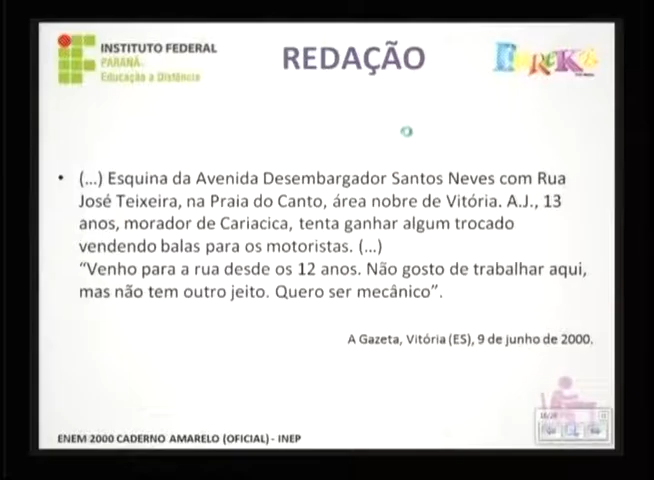 INSTITUTO FEDERAL
PARANÁ
Educação a Distância
REDAÇÃO
EUREKA
• (...) Esquina da Avenida Desembargador Santos Neves com Rua
José Teixeira, na Praia do Canto, área nobre de Vitória. A.J., 13
anos, morador de Cariacica, tenta ganhar algum trocado
vendendo balas para os motoristas. (...)
“Venho para a rua desde os 12 anos. Não gosto de trabalhar aqui,
mas não tem outro jeito. Quero ser mecânico”.
A Gazeta, Vitória (ES), 9 de junho de 2000.
ENEM 2000 CADERNO AMARELO (OFICIAL) - INEP